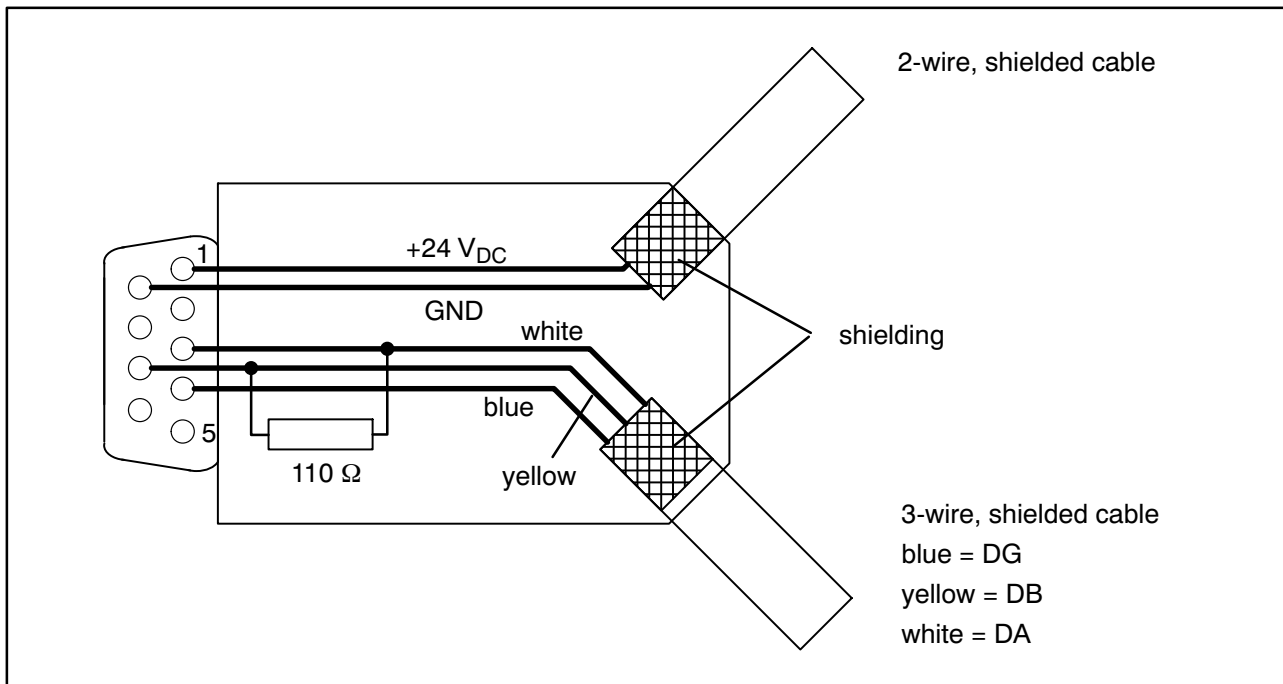 2-wire, shielded cable
1
+24 VDC
GND
white
shielding
blue
5
yellow
110 Ω
3-wire, shielded cable
blue = DG
yellow = DB
white = DA